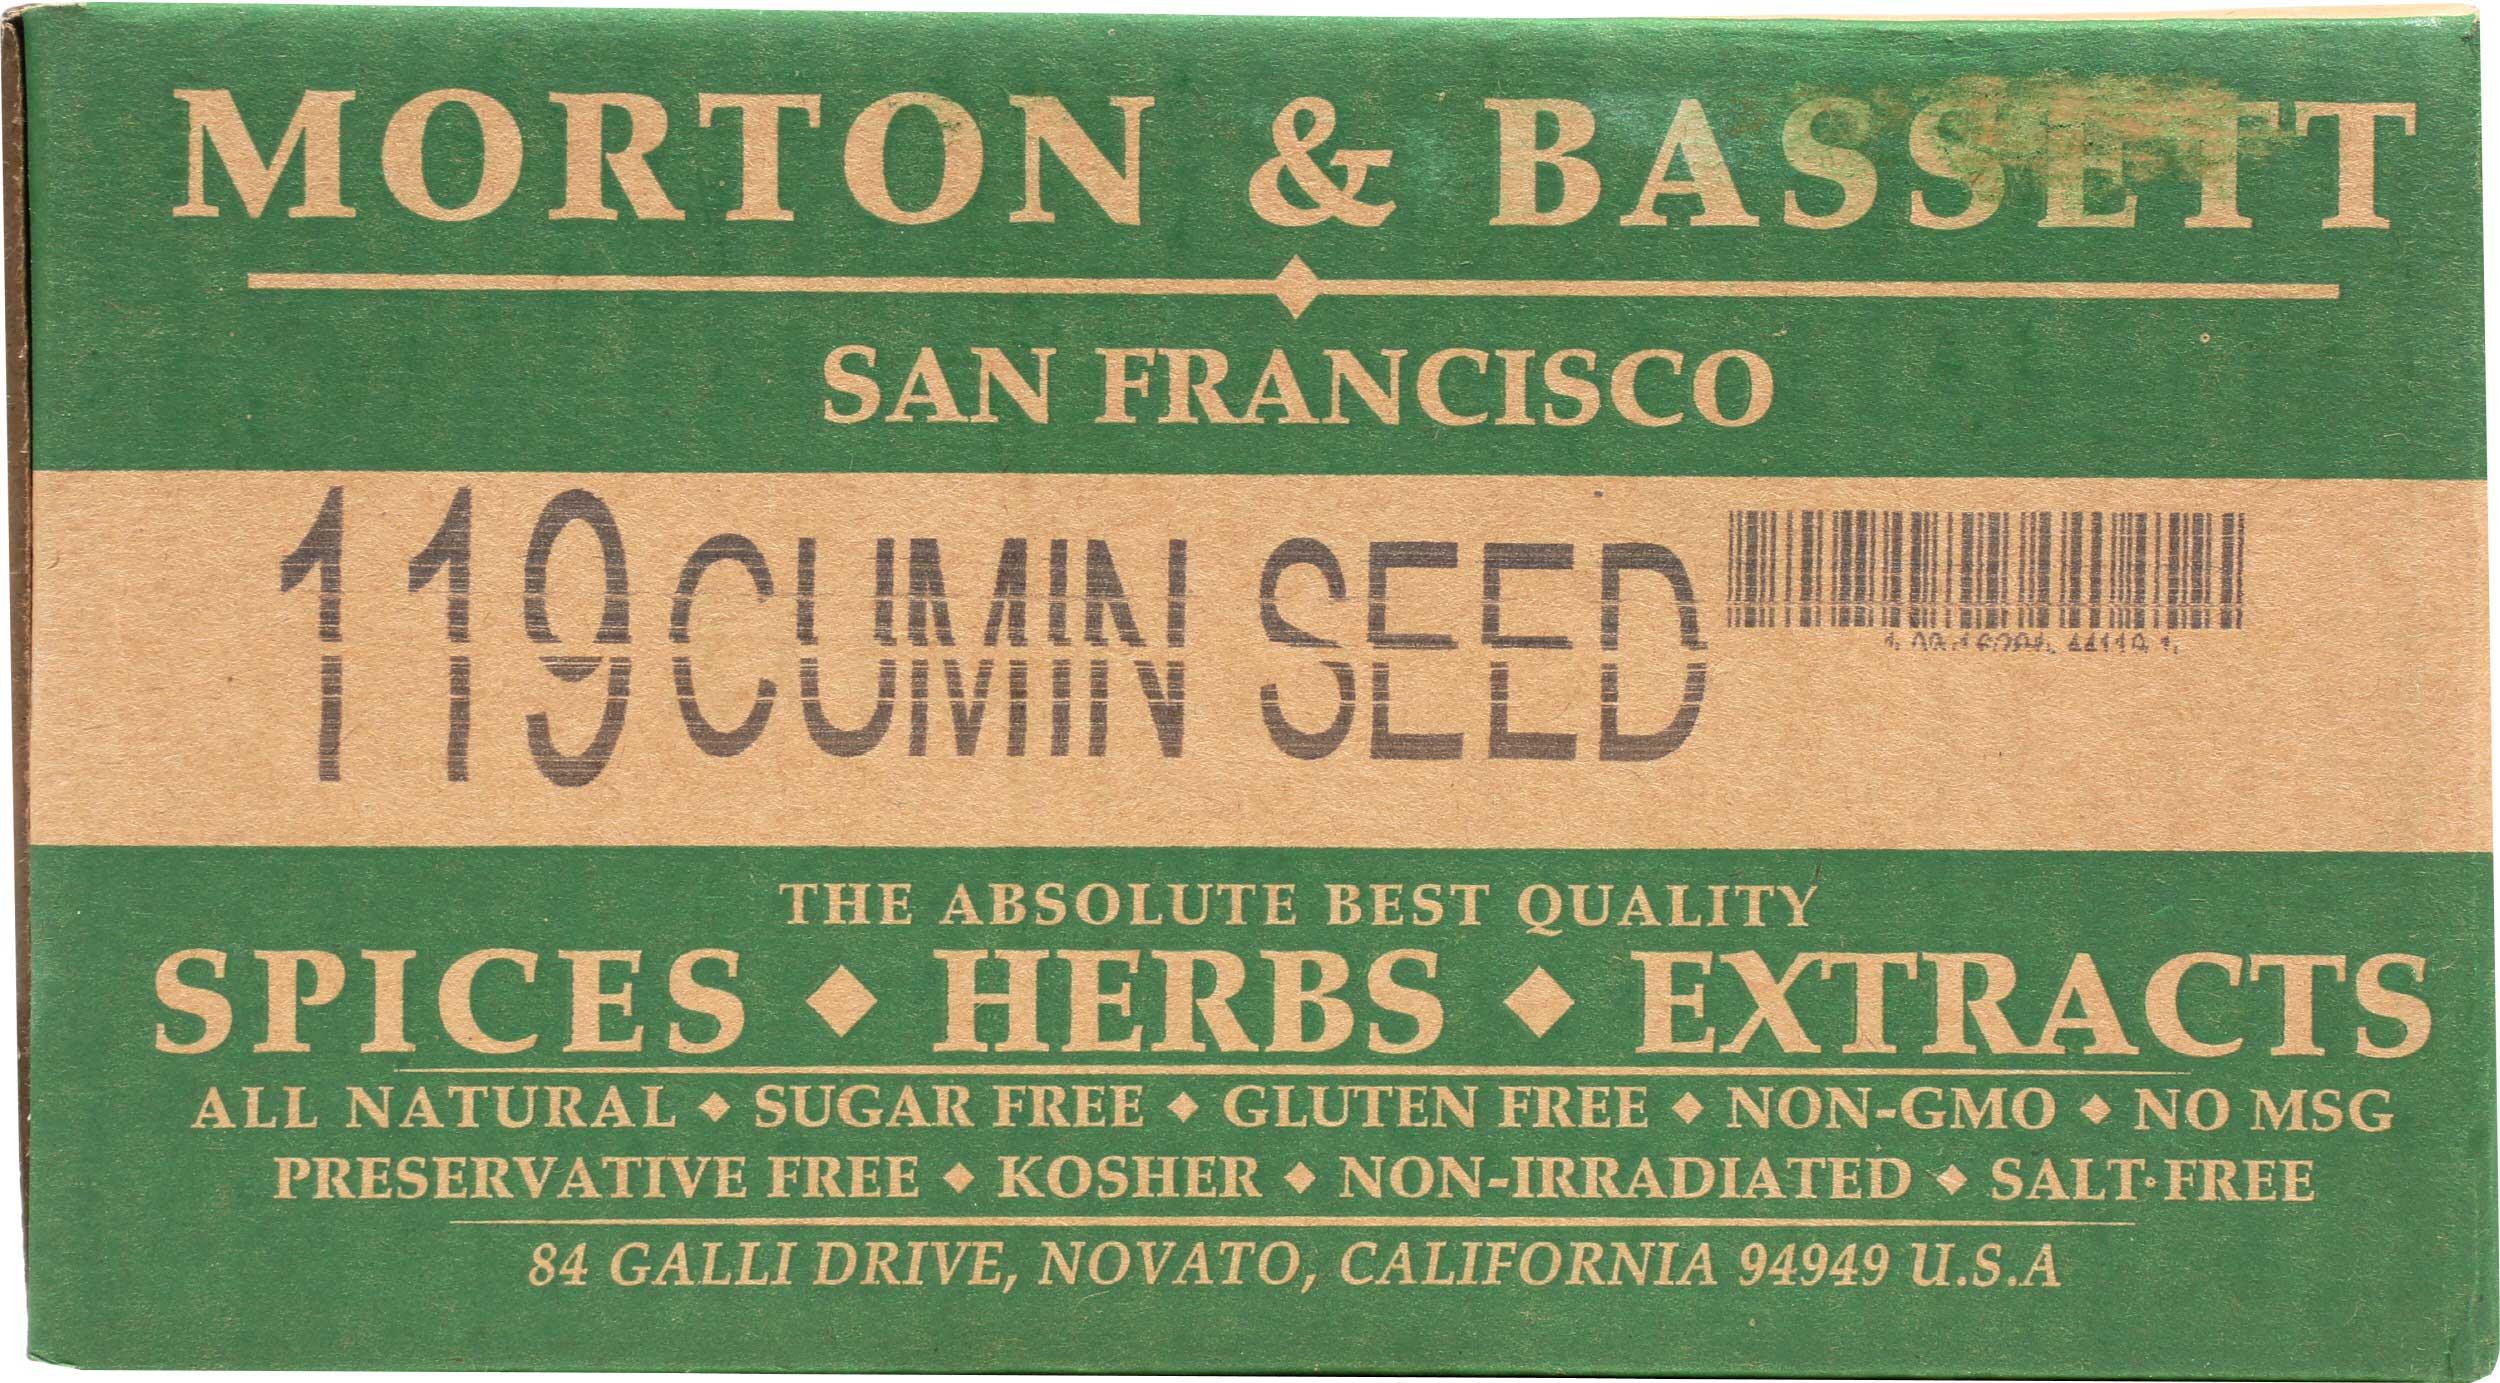 MORTON & BASSETT
SAN FRANCISCO
119 CUMIN SEED
THE ABSOLUTE BEST QUALITY
SPICES ◆ HERBS ◆ EXTRACTS
ALL NATURAL ◆ SUGAR FREE ◆ GLUTEN FREE ◆ NON-GMO ◆ NO MSG
PRESERVATIVE FREE ◆ KOSHER ◆ NON-IRRADIATED ◆ SALT FREE
84 GALLI DRIVE, NOVATO, CALIFORNIA 94949 U.S.A